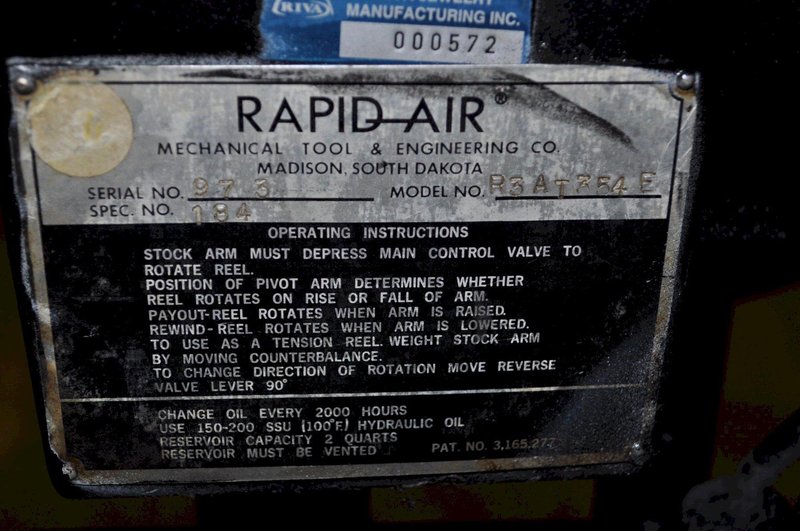 RIVA
MANUFACTURING INC.
000572
RAPID-AIR®
MECHANICAL TOOL & ENGINEERING CO.
MADISON, SOUTH DAKOTA
SERIAL NO. 973 MODEL NO. R3AT354E
SPEC. NO. 184
OPERATING INSTRUCTIONS
STOCK ARM MUST DEPRESS MAIN CONTROL VALVE TO
ROTATE REEL.
POSITION OF PIVOT ARM DETERMINES WHETHER
REEL ROTATES ON RISE OR FALL OF ARM.
PAYOUT-REEL ROTATES WHEN ARM IS RAISED.
REWIND-REEL ROTATES WHEN ARM IS LOWERED.
TO USE AS A TENSION REEL. WEIGHT STOCK ARM
BY MOVING COUNTERBALANCE.
TO CHANGE DIRECTION OF ROTATION MOVE REVERSE
VALVE LEVER 90°
CHANGE OIL EVERY 2000 HOURS
USE 150-200 SSU (100°F.) HYDRAULIC OIL
RESERVOIR CAPACITY 2 QUARTS
RESERVOIR MUST BE VENTED PAT. NO.